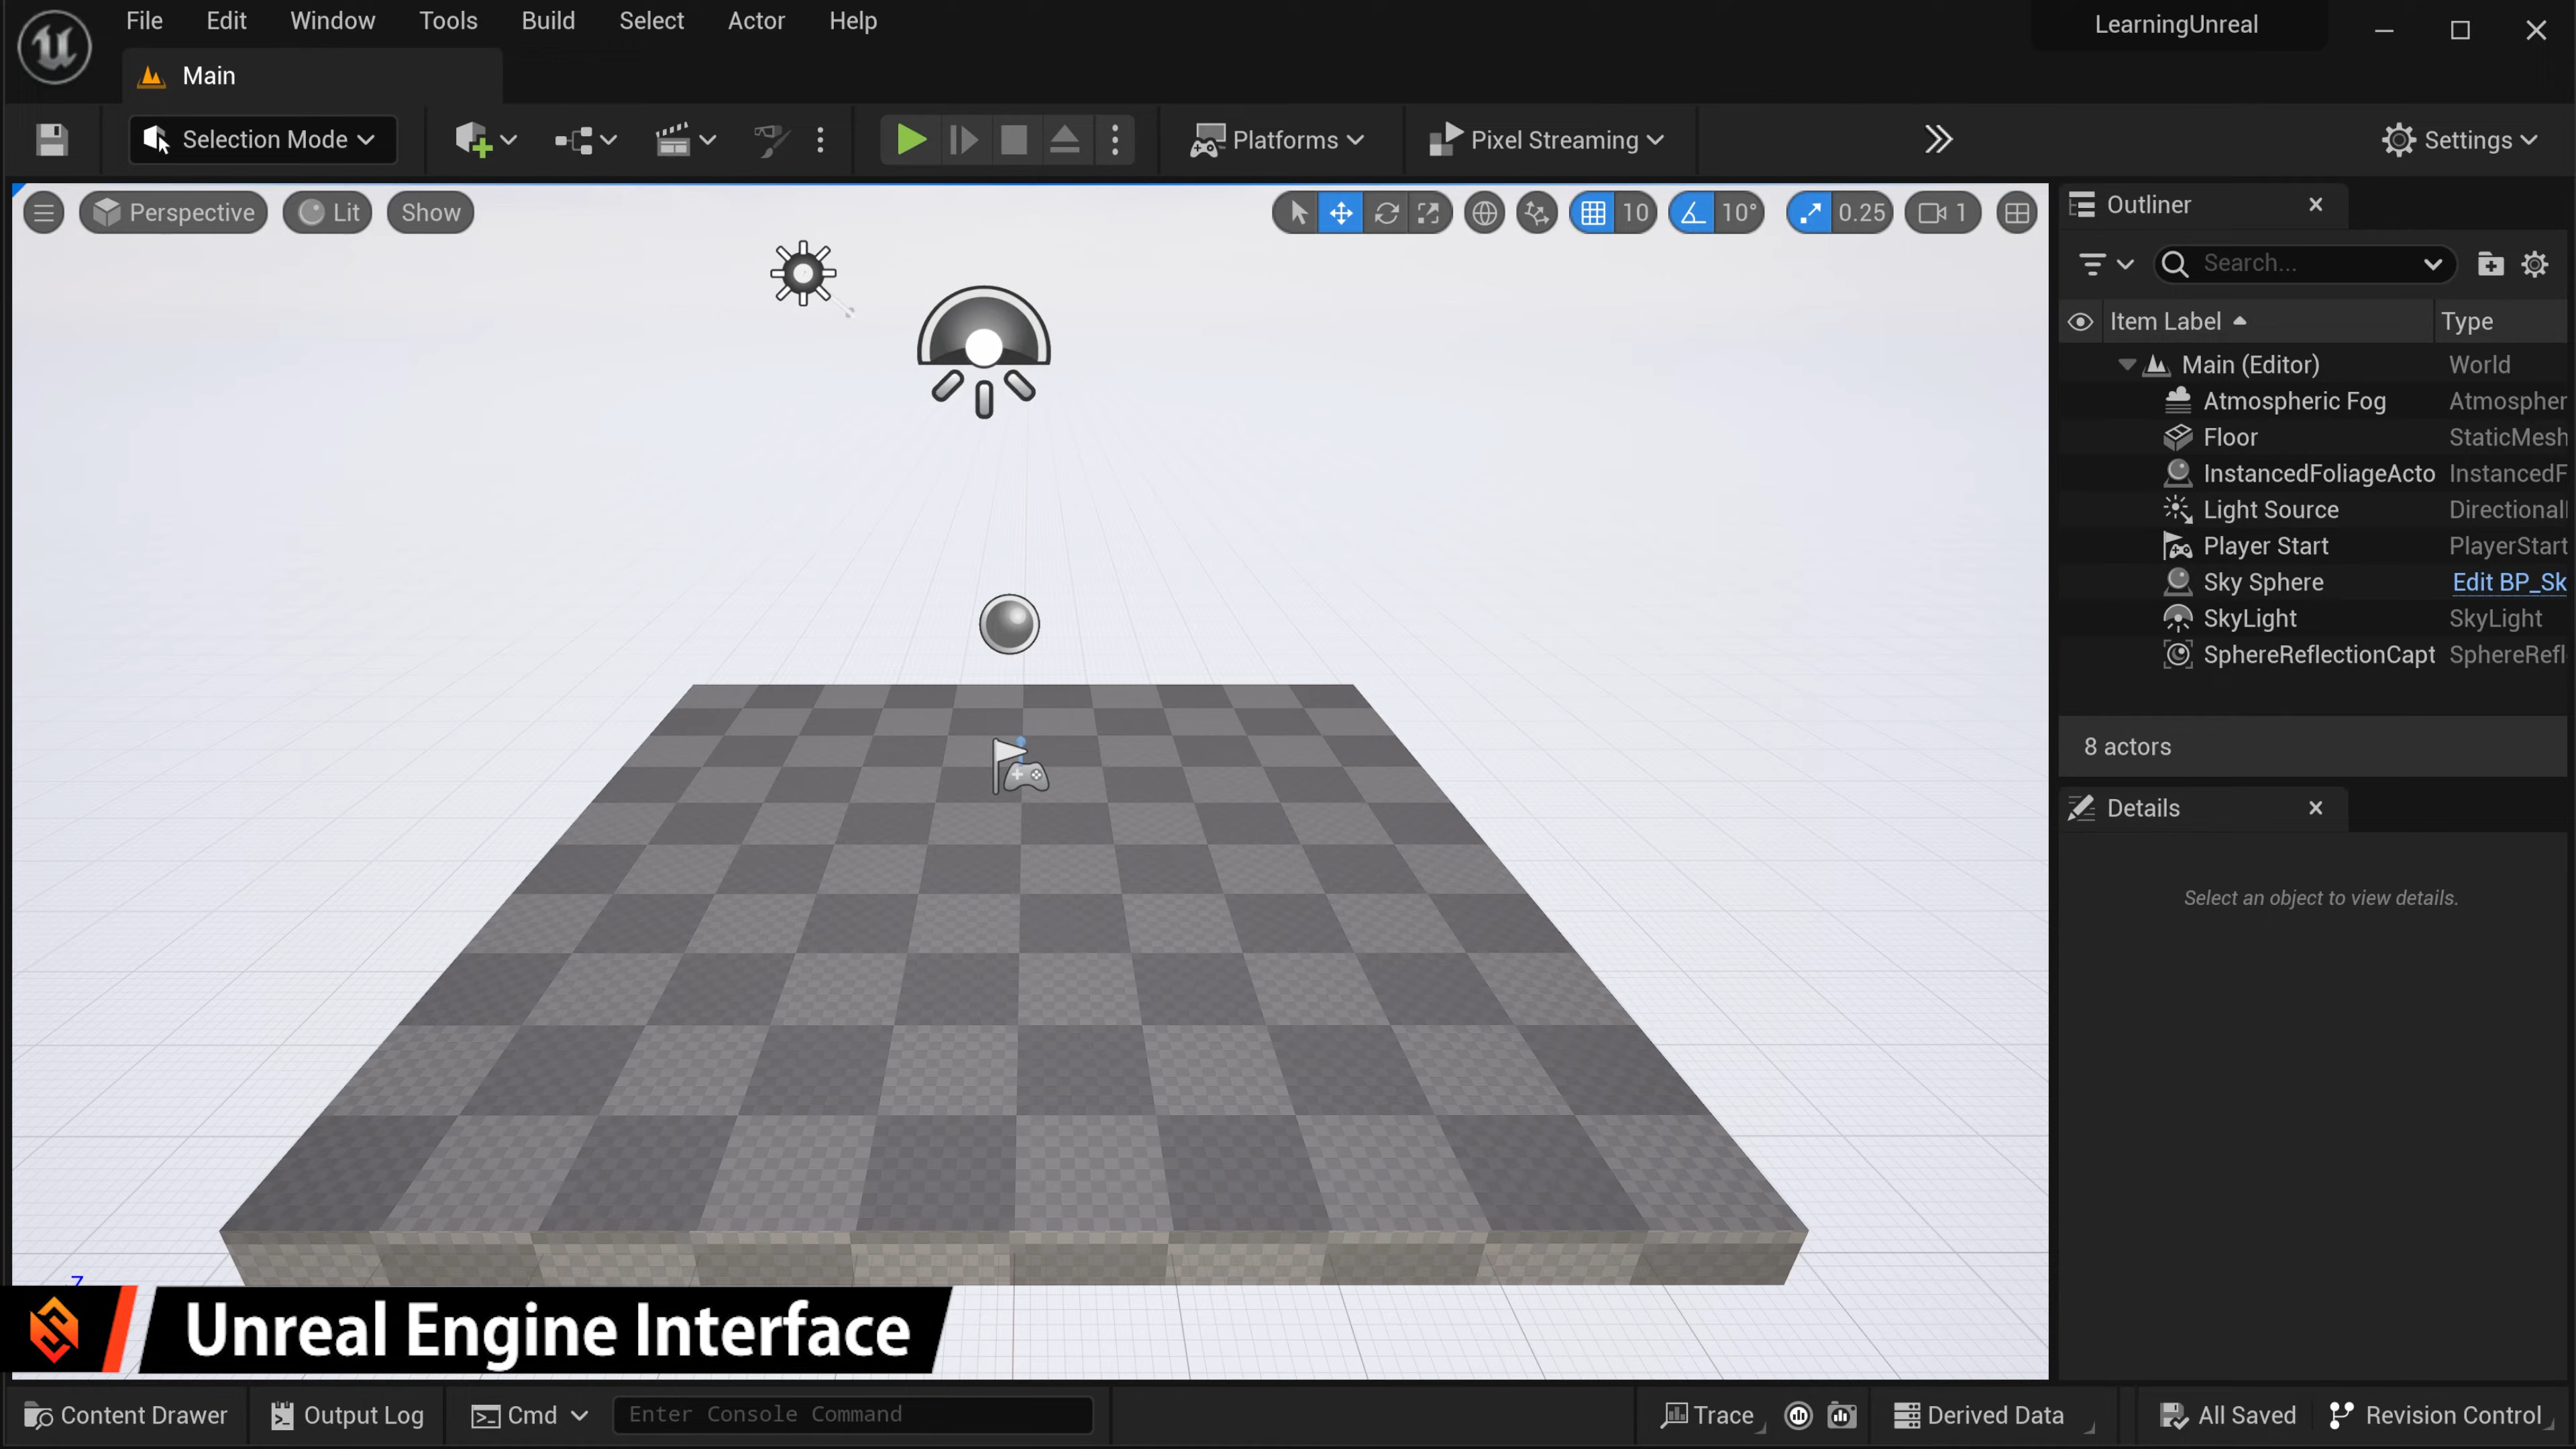 File Edit Window Tools Build Select Actor Help
LearningUnreal
Main
Selection Mode
Platforms
Pixel Streaming
Settings
Perspective Lit Show
10 10° 0.25 1
Outliner
Search...
Item Label Type
Main (Editor) World
Atmospheric Fog Atmospher
Floor StaticMesh
InstancedFoliageActo InstancedF
Light Source Directionall
Player Start PlayerStart
Sky Sphere Edit BP_Sk
SkyLight SkyLight
SphereReflectionCapt SphereRefl
8 actors
Details
Select an object to view details.
Z
Unreal Engine Interface
Content Drawer Output Log Cmd Enter Console Command Trace Derived Data All Saved Revision Control